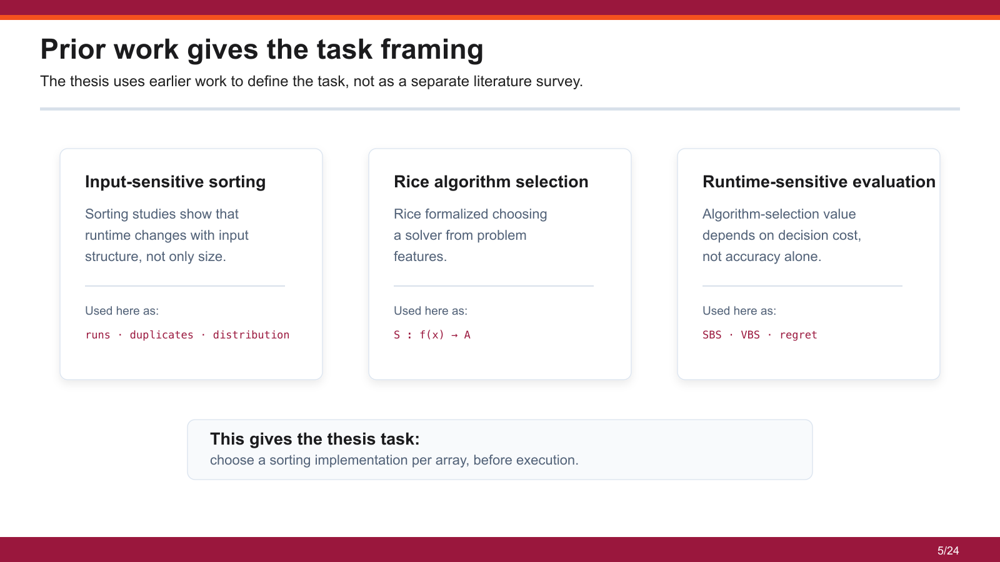 Prior work gives the task framing
The thesis uses earlier work to define the task, not as a separate literature survey.
Input-sensitive sorting
Sorting studies show that
runtime changes with input
structure, not only size.
Used here as:
runs · duplicates · distribution
Rice algorithm selection
Rice formalized choosing
a solver from problem
features.
Used here as:
S : f(x) → A
Runtime-sensitive evaluation
Algorithm-selection value
depends on decision cost,
not accuracy alone.
Used here as:
SBS · VBS · regret
This gives the thesis task:
choose a sorting implementation per array, before execution.
5/24